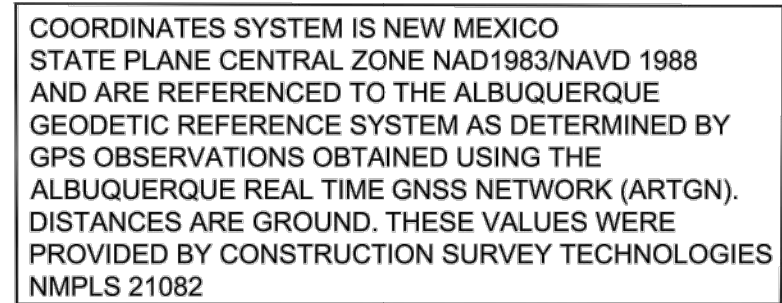 COORDINATES SYSTEM IS NEW MEXICO
STATE PLANE CENTRAL ZONE NAD1983/NAVD 1988
AND ARE REFERENCED TO THE ALBUQUERQUE
GEODETIC REFERENCE SYSTEM AS DETERMINED BY
GPS OBSERVATIONS OBTAINED USING THE
ALBUQUERQUE REAL TIME GNSS NETWORK (ARTGN).
DISTANCES ARE GROUND. THESE VALUES WERE
PROVIDED BY CONSTRUCTION SURVEY TECHNOLOGIES
NMPLS 21082